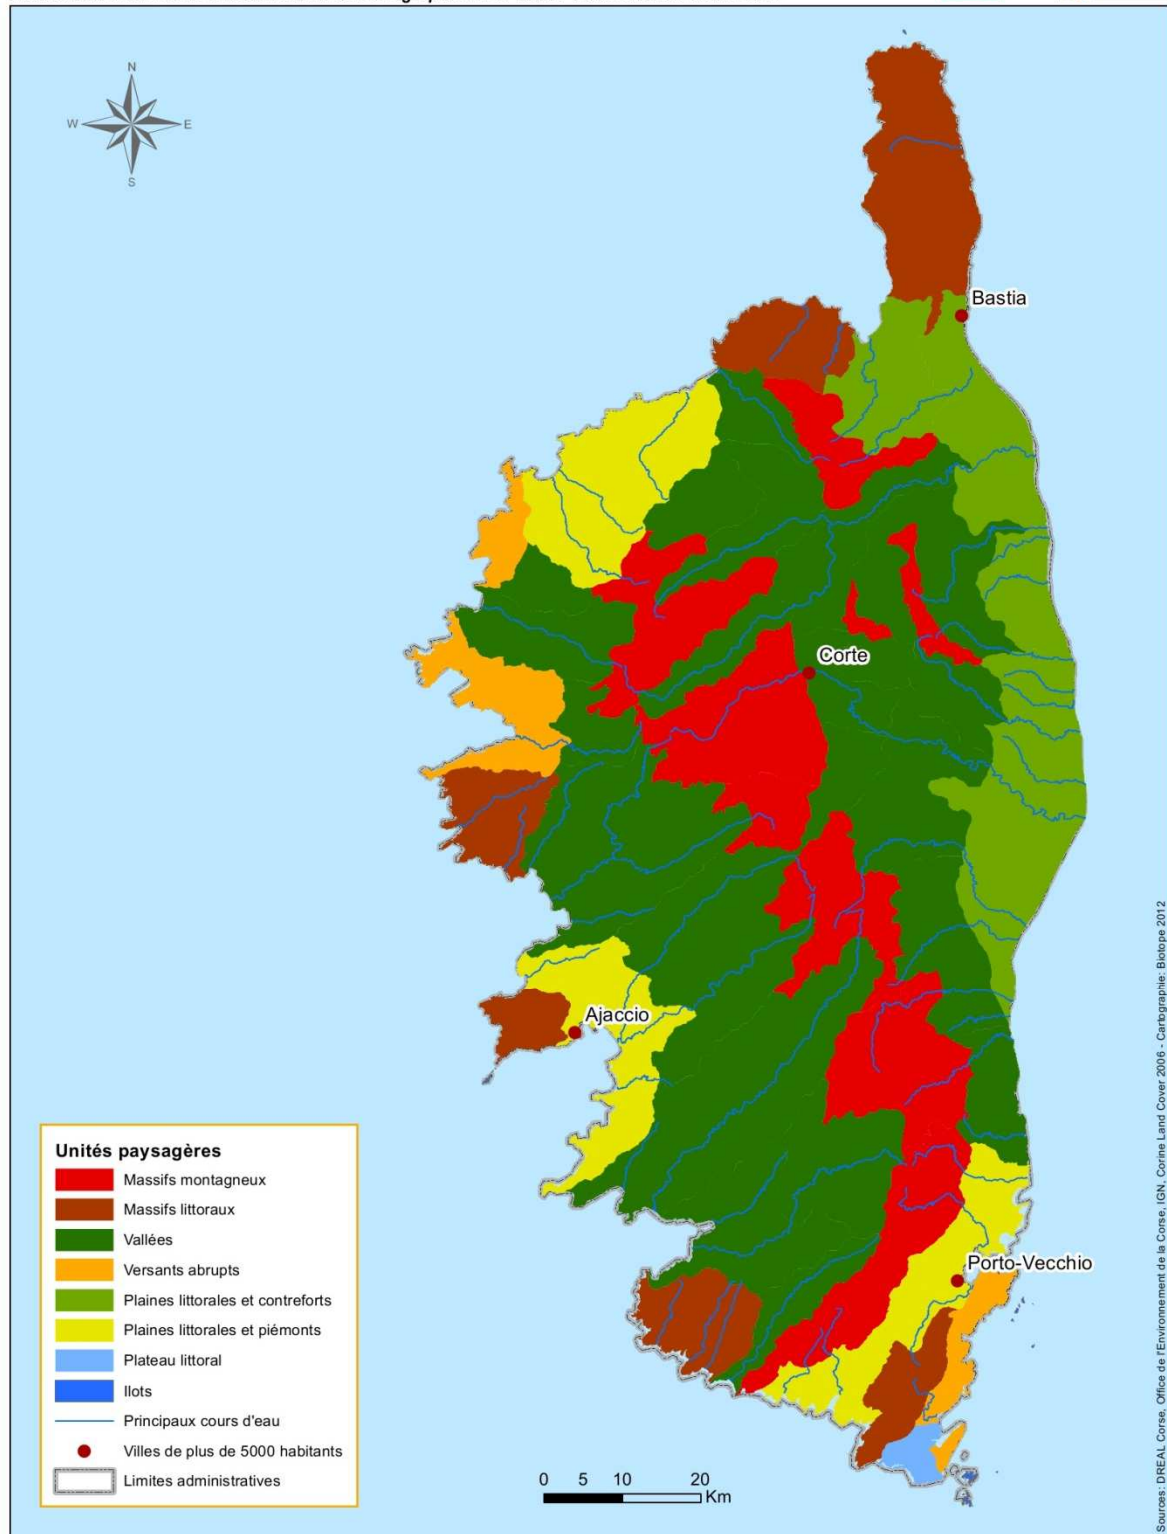 N
W E
S
Bastia
Corte
Ajaccio
Porto-Vecchio
Unités paysagères
Massifs montagneux
Massifs littoraux
Vallées
Versants abrupts
Plaines littorales et contreforts
Plaines littorales et piémonts
Plateau littoral
Ilots
Principaux cours d'eau
Villes de plus de 5000 habitants
Limites administratives
0 5 10 20
Km
Sources: DREAL Corse, Office de l'Environnement de la Corse, IGN, Corine Land Cover 2006 - Cartographie: Biotope 2012